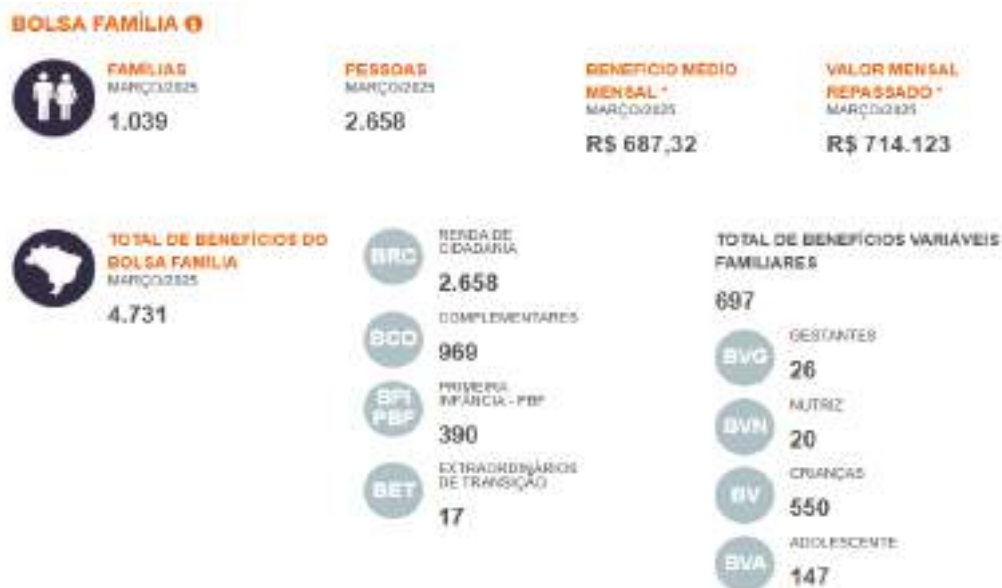 BOLSA FAMÍLIA
FAMÍLIAS
MARÇO/2025
1.039
PESSOAS
MARÇO/2025
2.658
BENEFÍCIO MÉDIO
MENSAL *
MARÇO/2025
R$ 687,32
VALOR MENSAL
REPASSADO *
MARÇO/2025
R$ 714.123
TOTAL DE BENEFÍCIOS DO
BOLSA FAMÍLIA
MARÇO/2025
4.731
BRC
RENDA DE
CIDADANIA
2.658
BCO
COMPLEMENTARES
969
BPI
PBF
PRIMEIRA
INFÂNCIA - PBF
390
BET
EXTRAORDINÁRIOS
DE TRANSIÇÃO
17
TOTAL DE BENEFÍCIOS VARIÁVEIS
FAMILIARES
697
BVG
GESTANTES
26
BVN
NUTRIZ
20
BV
CRIANÇAS
550
BVA
ADOLESCENTE
147